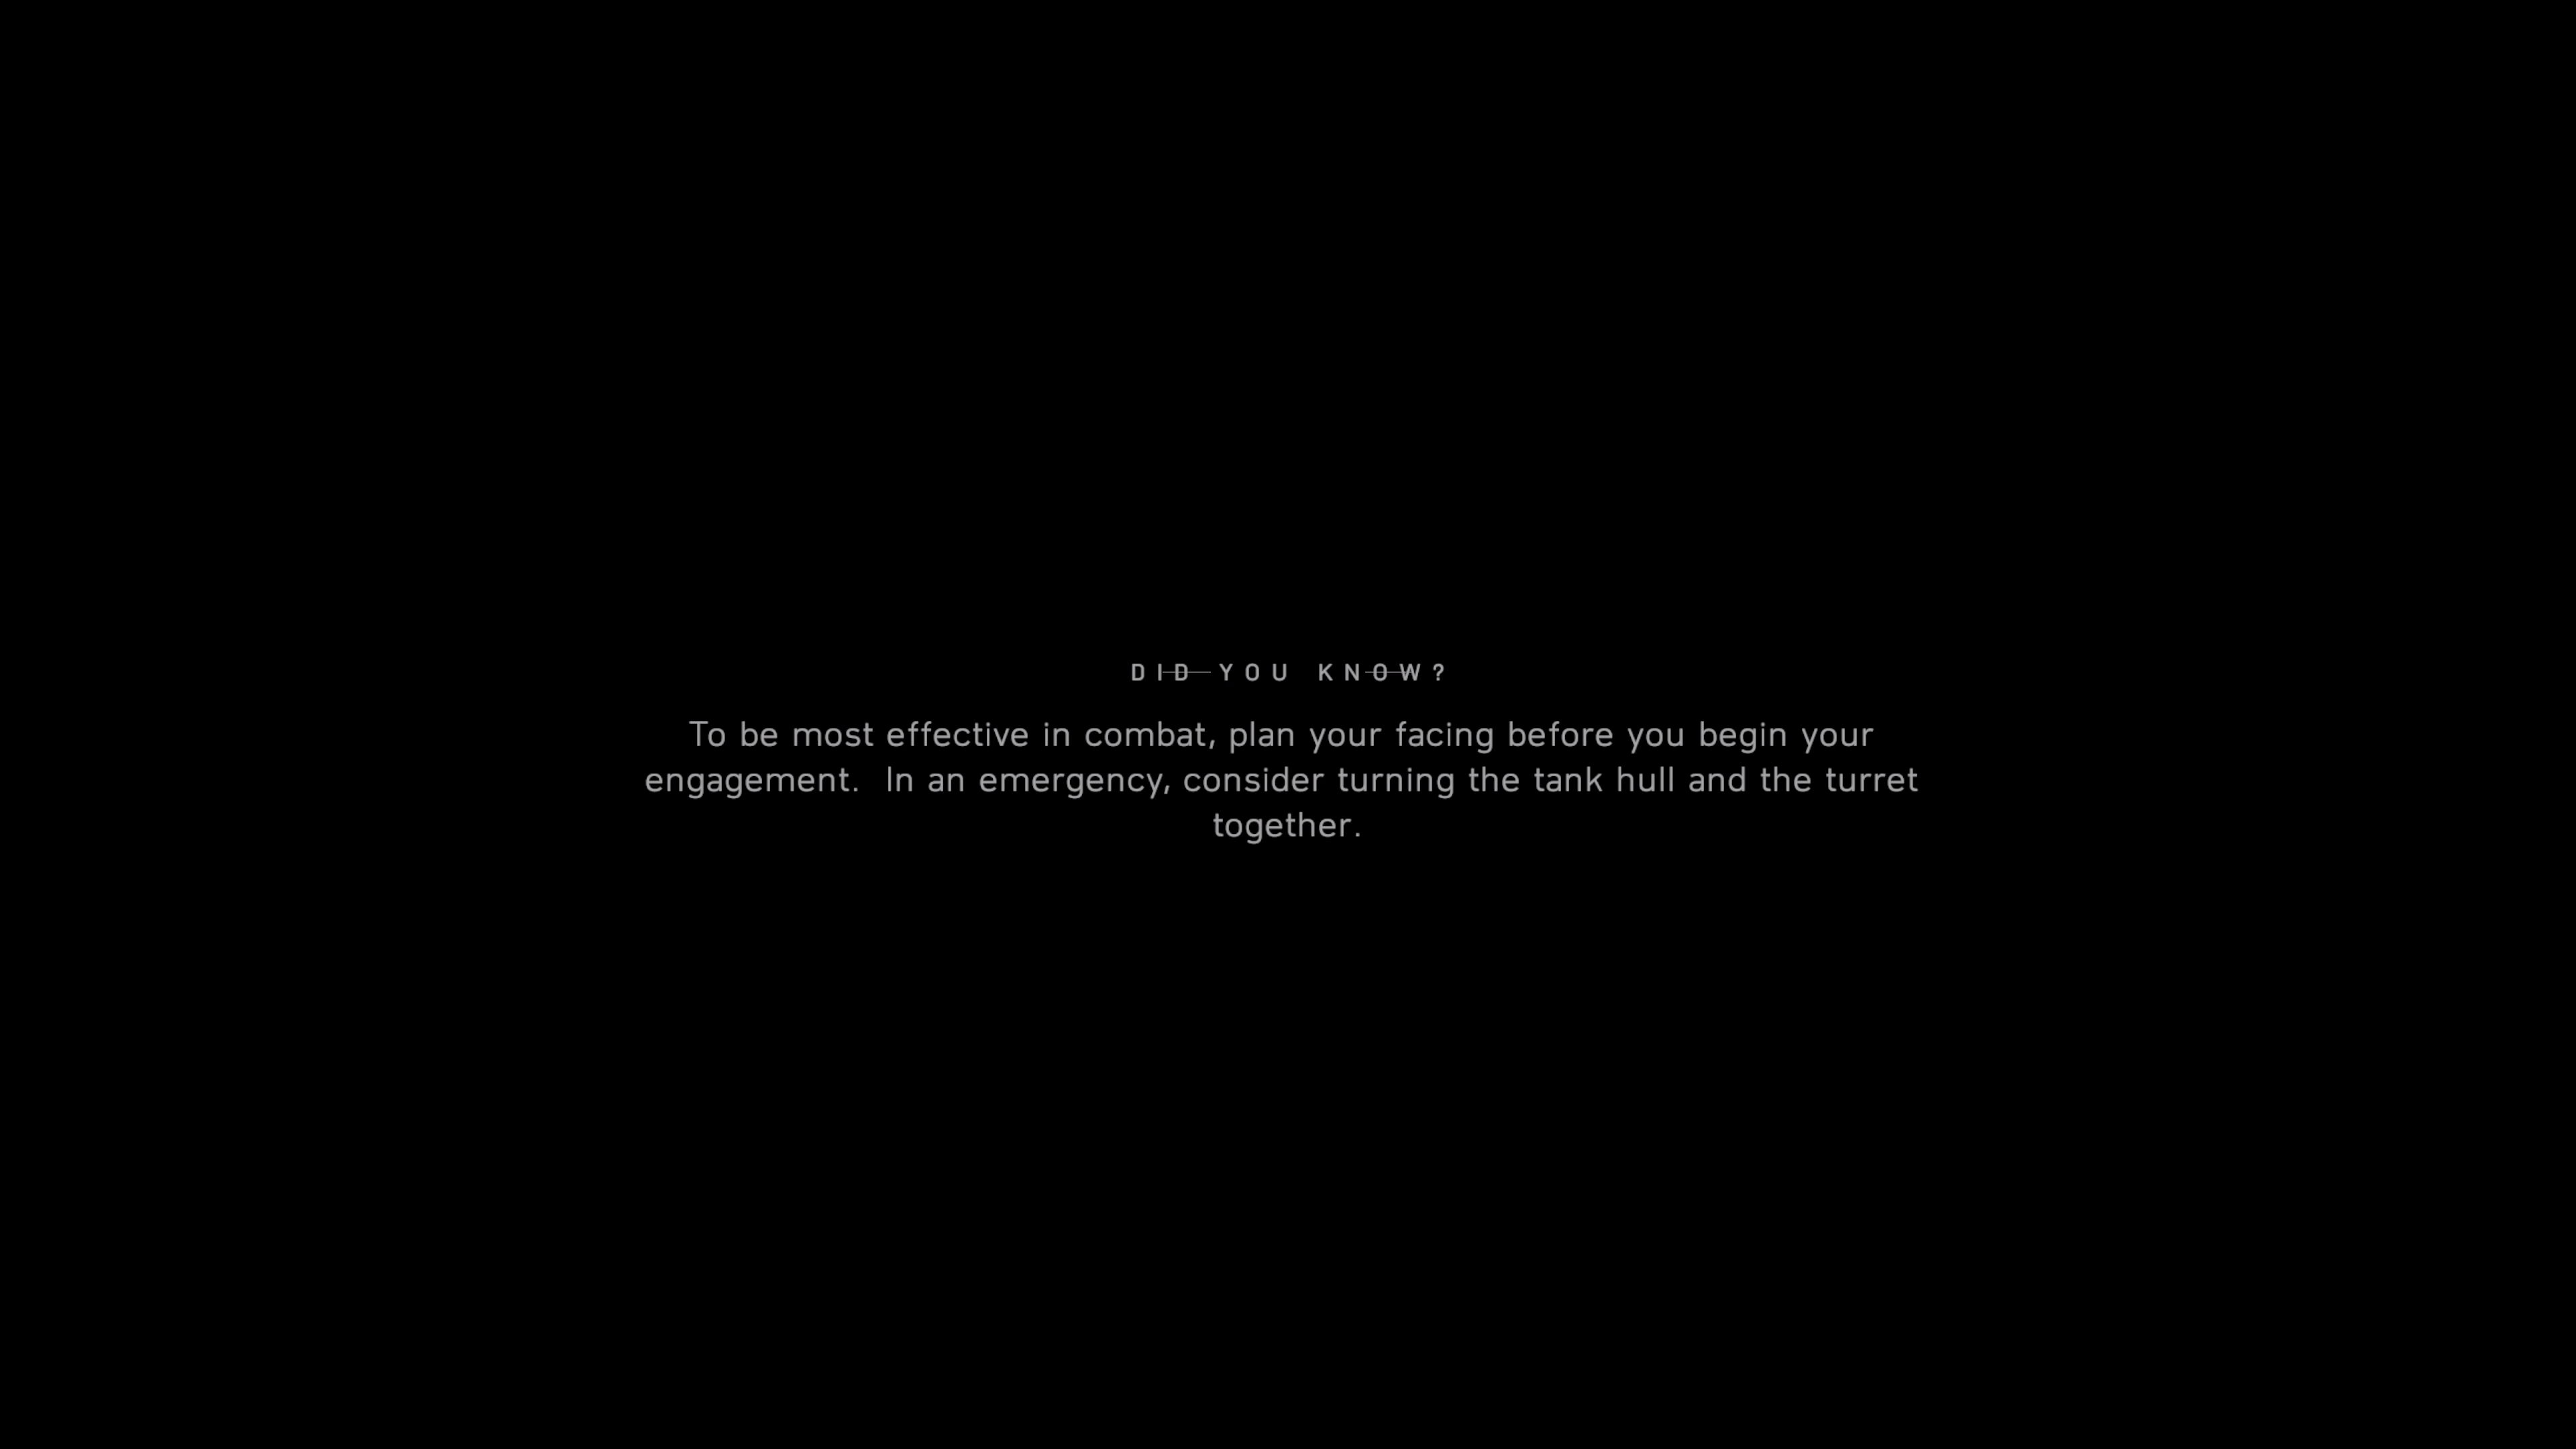 DID YOU KNOW?
To be most effective in combat, plan your facing before you begin your
engagement.  In an emergency, consider turning the tank hull and the turret
together.